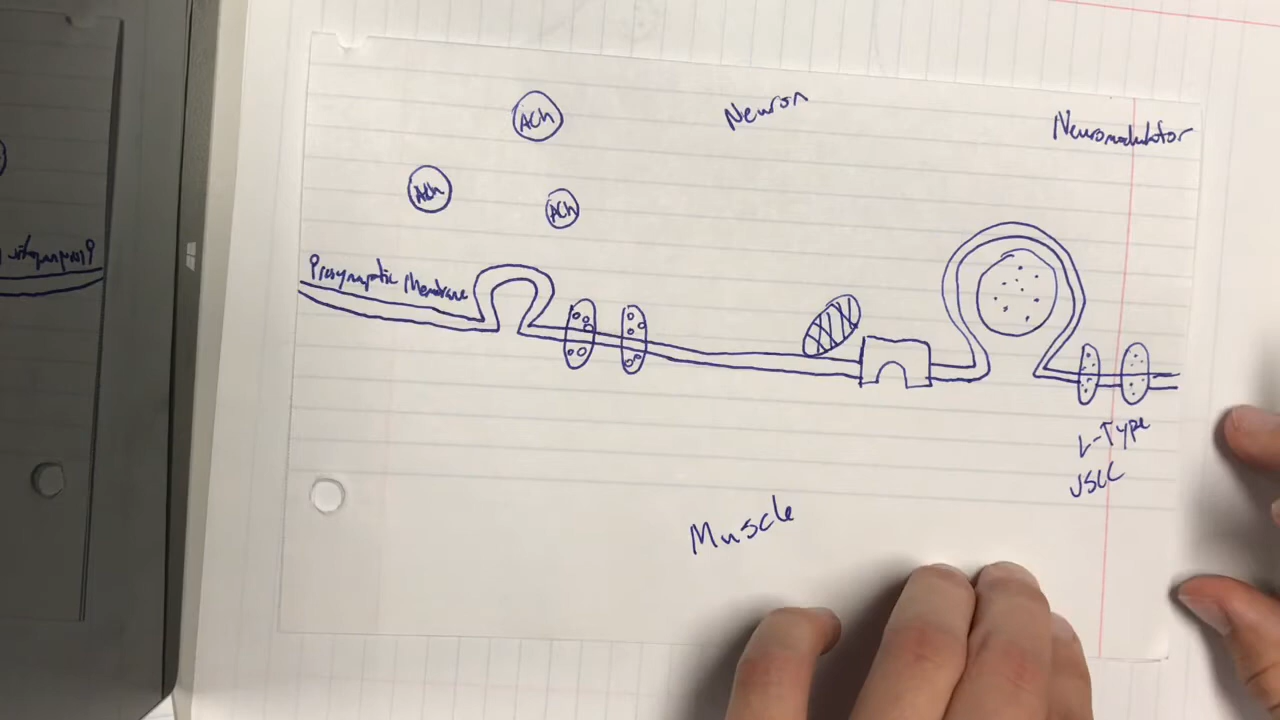 Neuron
Neuromodulator
ACh
ACh
ACh
Presynaptic Membrane
L-Type
VSCC
Muscle